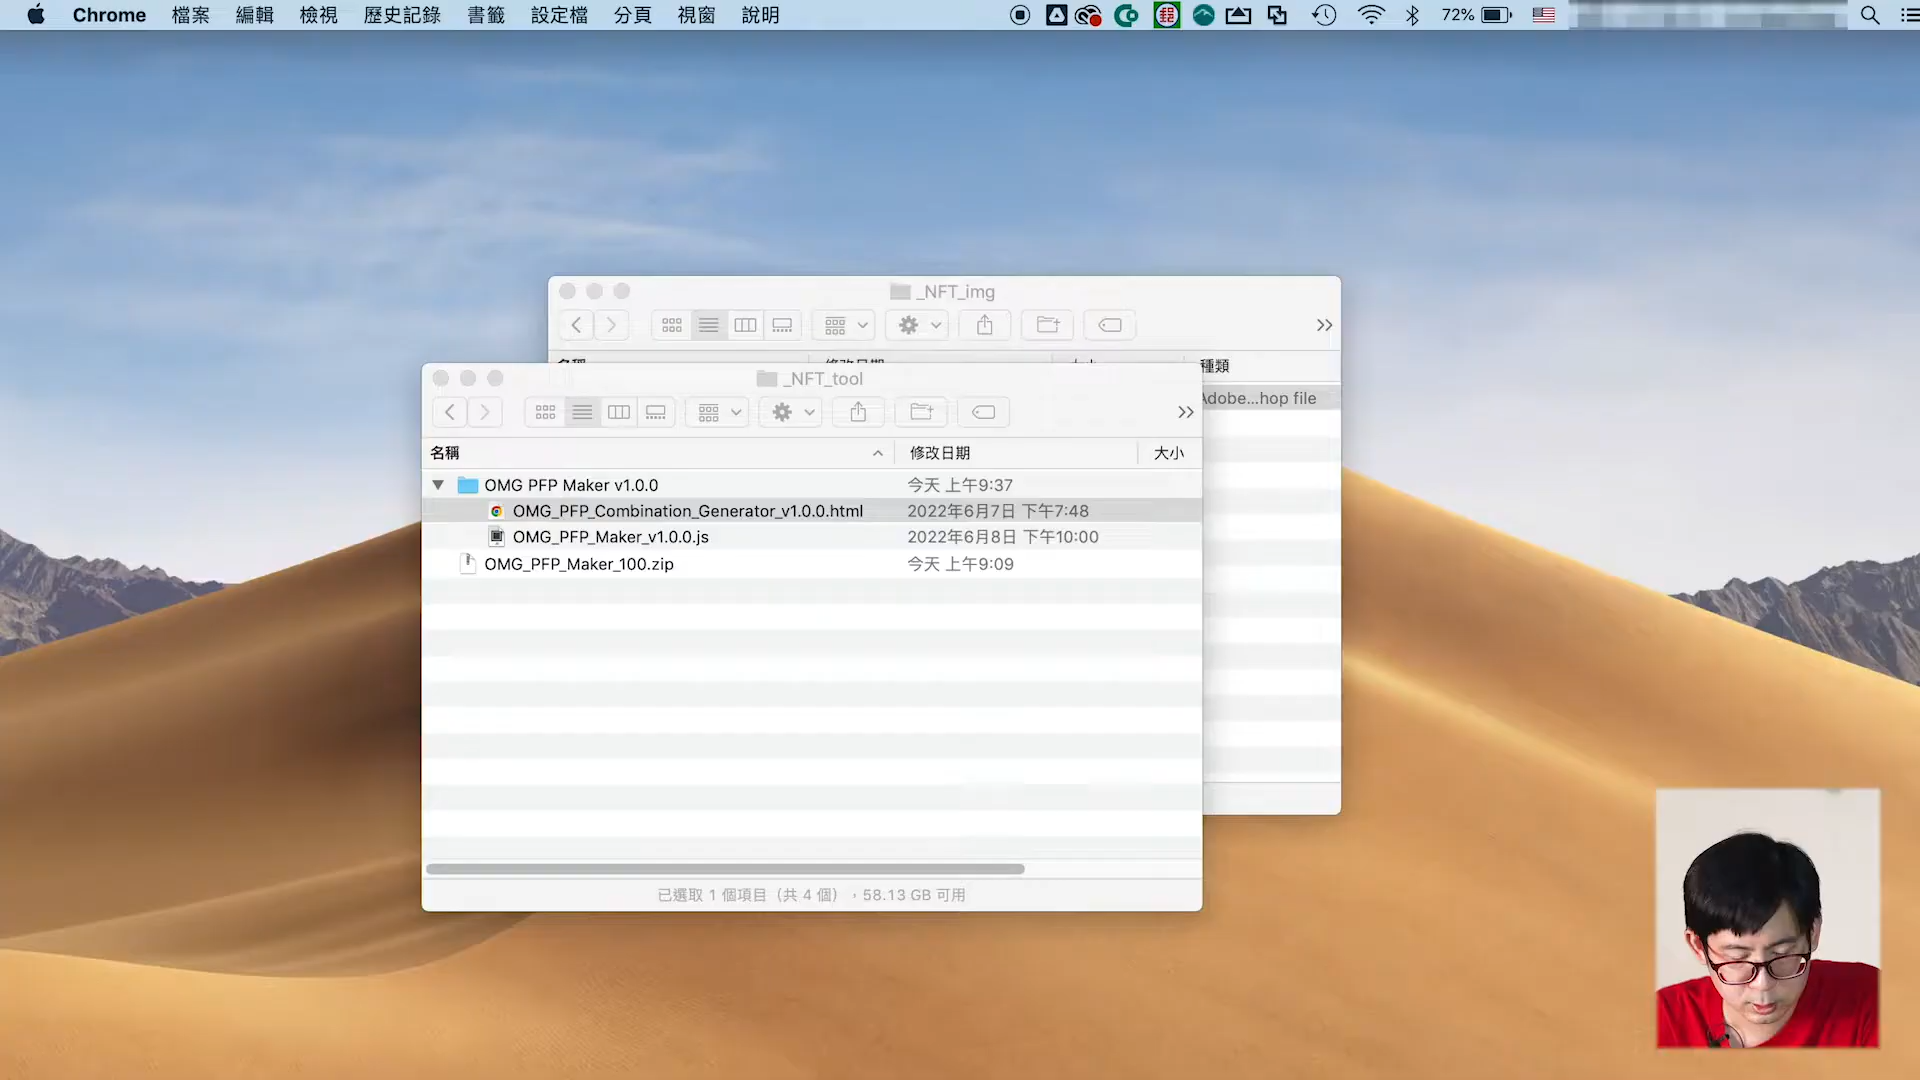 Chrome 檔案 編輯 檢視 歷史記錄 書籤 設定檔 分頁 視窗 說明 72%
_NFT_img
種類
Adobe...hop file
_NFT_tool
名稱 修改日期 大小
OMG PFP Maker v1.0.0 今天 上午9:37
OMG_PFP_Combination_Generator_v1.0.0.html 2022年6月7日 下午7:48
OMG_PFP_Maker_v1.0.0.js 2022年6月8日 下午10:00
OMG_PFP_Maker_100.zip 今天 上午9:09
已選取 1 個項目（共 4 個），58.13 GB 可用